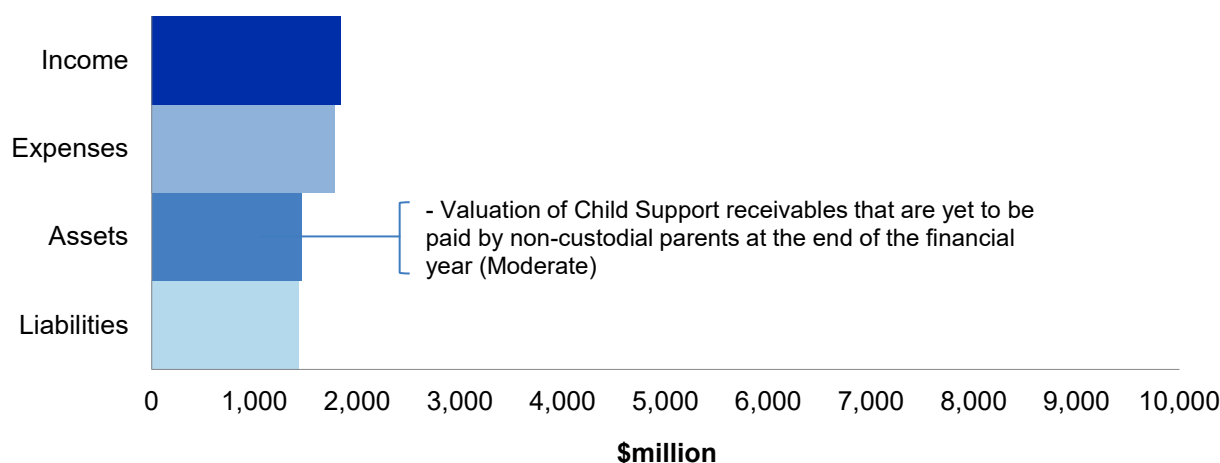 Income
Expenses
Assets
Liabilities
- Valuation of Child Support receivables that are yet to be
paid by non-custodial parents at the end of the financial
year (Moderate)
0 1,000 2,000 3,000 4,000 5,000 6,000 7,000 8,000 9,000 10,000
$million